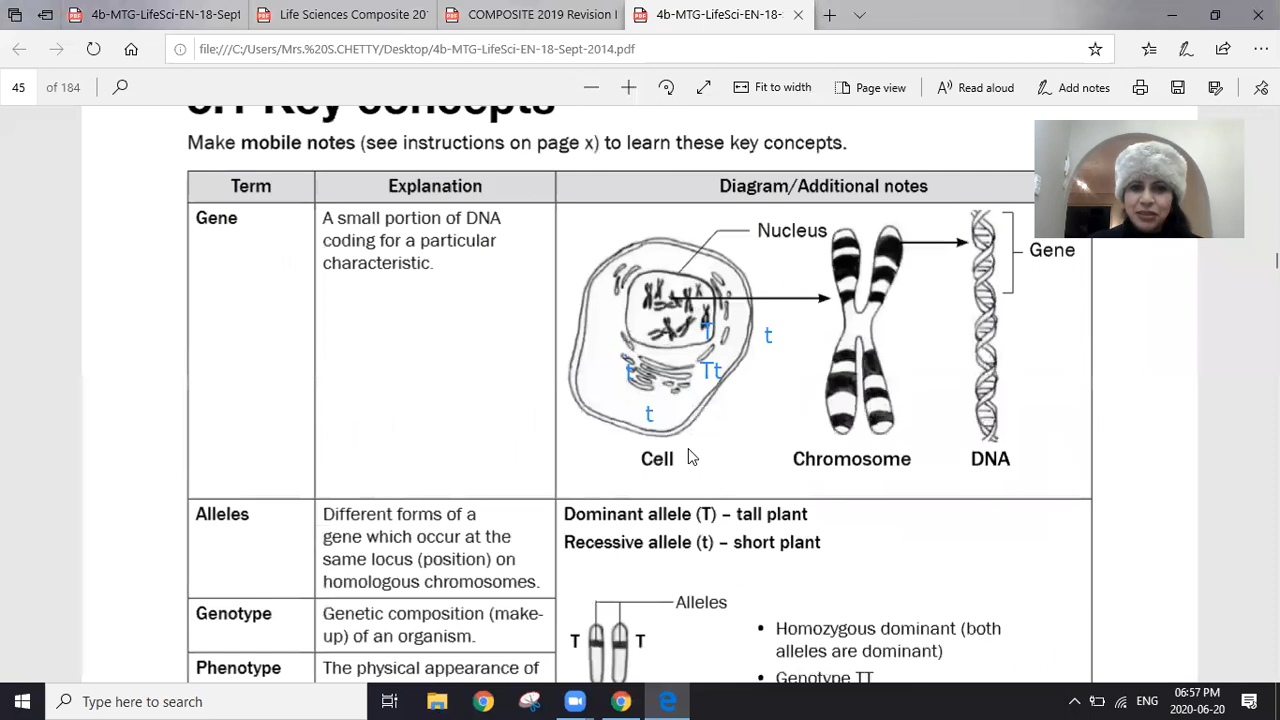 4b-MTG-LifeSci-EN-18-Sept
Life Sciences Composite 20
COMPOSITE 2019 Revision
4b-MTG-LifeSci-EN-18-
file:///C:/Users/Mrs.%20S.CHETTY/Desktop/4b-MTG-LifeSci-EN-18-Sept-2014.pdf
45 of 184
Fit to width
Page view
Read aloud
Add notes
Key concepts
Make mobile notes (see instructions on page x) to learn these key concepts.
Term
Explanation
Diagram/Additional notes
Gene
A small portion of DNA
coding for a particular
characteristic.
Nucleus
Gene
T
t
t
Tt
t
Cell
Chromosome
DNA
Alleles
Different forms of a
gene which occur at the
same locus (position) on
homologous chromosomes.
Dominant allele (T) – tall plant
Recessive allele (t) – short plant
Alleles
T
T
• Homozygous dominant (both
alleles are dominant)
• Genotype TT
Genotype
Genetic composition (make-
up) of an organism.
Phenotype
The physical appearance of
Type here to search
ENG
06:57 PM
2020-06-20